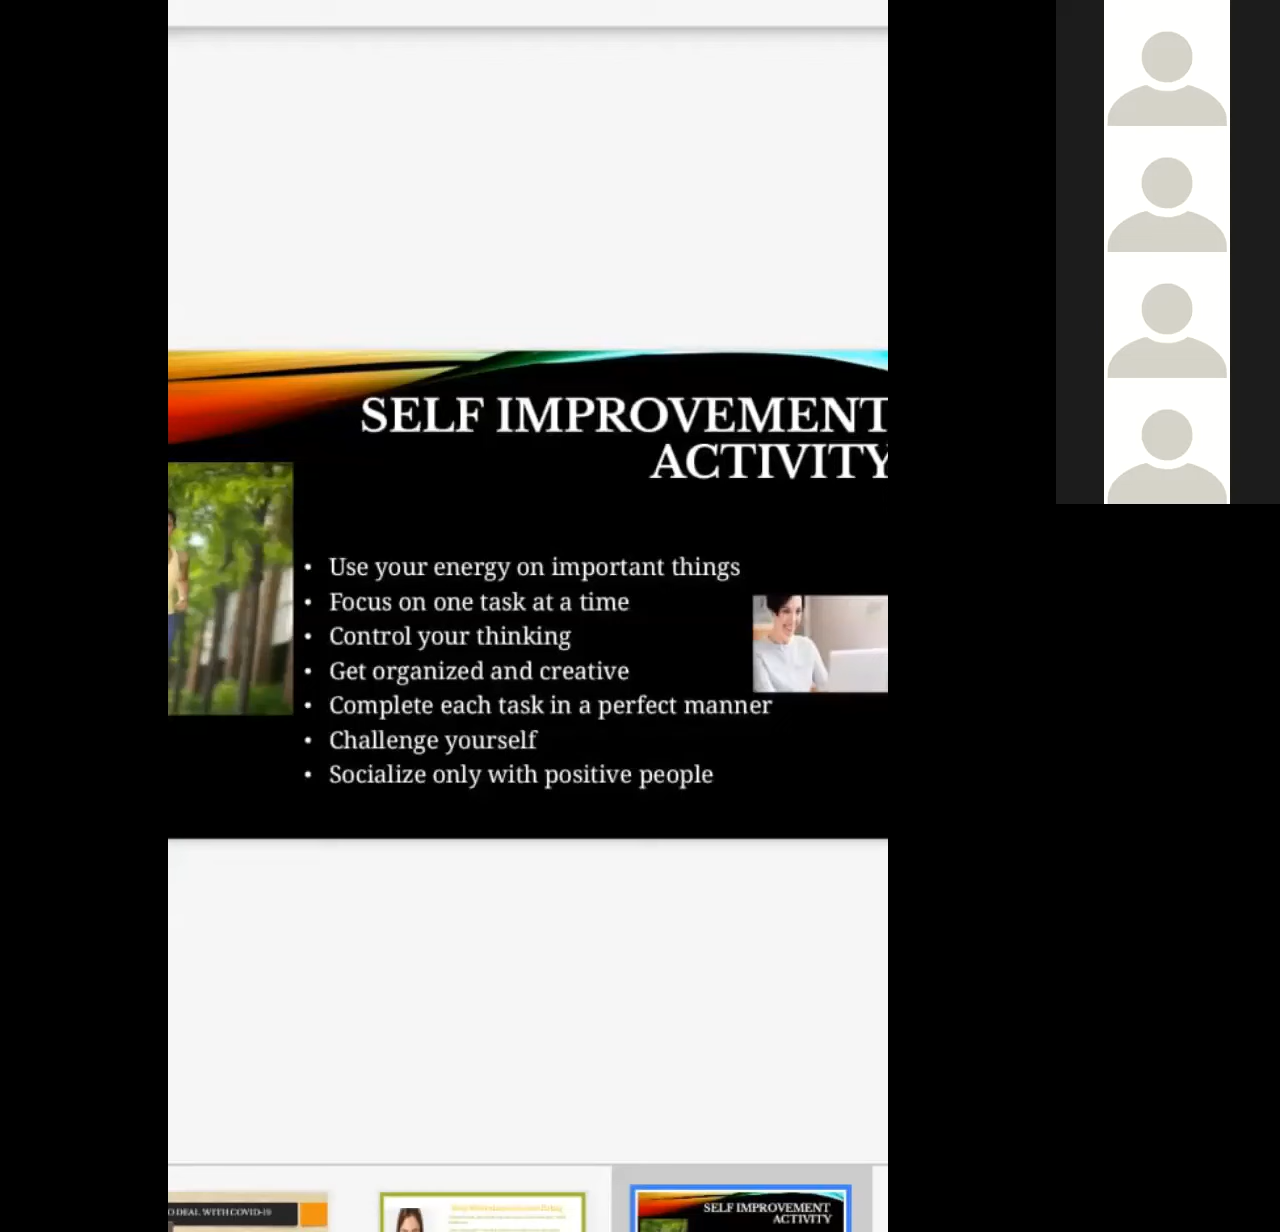 SELF IMPROVEMENT
ACTIVITY
• Use your energy on important things
• Focus on one task at a time
• Control your thinking
• Get organized and creative
• Complete each task in a perfect manner
• Challenge yourself
• Socialize only with positive people
O DEAL WITH COVID-19
SELF IMPROVEMENT
ACTIVITY